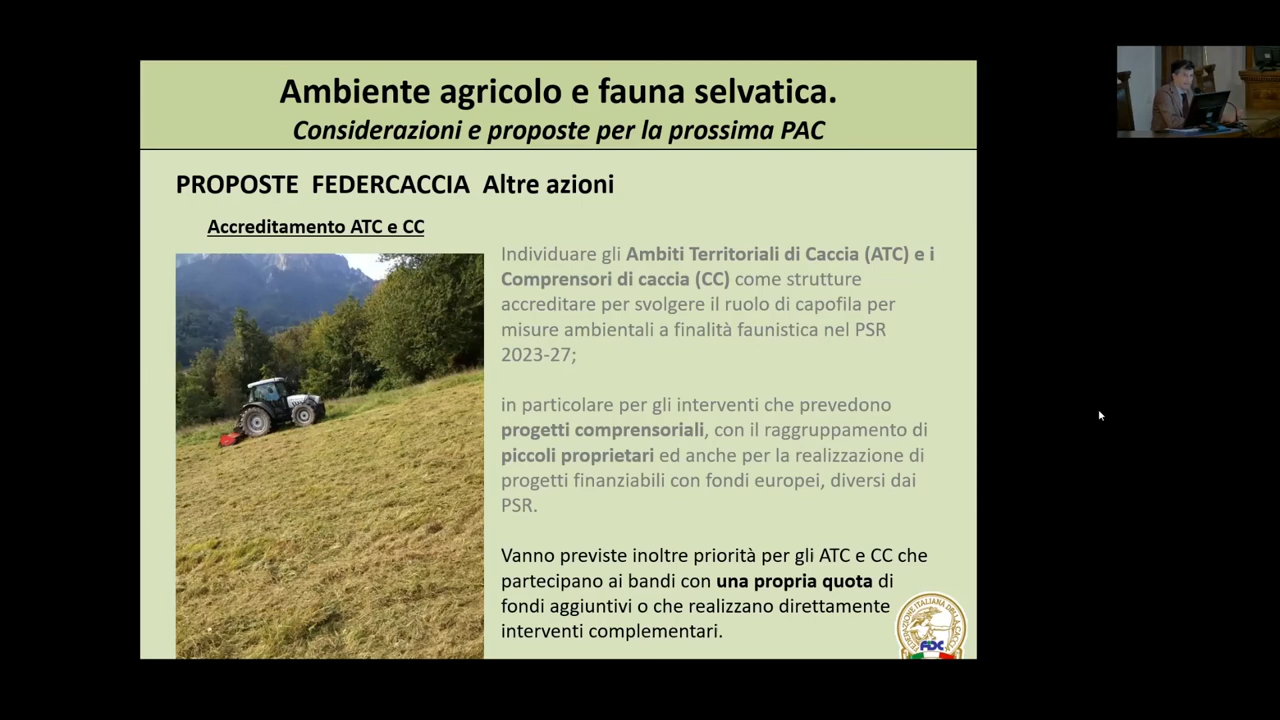 Ambiente agricolo e fauna selvatica.
Considerazioni e proposte per la prossima PAC
PROPOSTE FEDERCACCIA Altre azioni
Accreditamento ATC e CC
Individuare gli Ambiti Territoriali di Caccia (ATC) e i
Comprensori di caccia (CC) come strutture
accreditare per svolgere il ruolo di capofila per
misure ambientali a finalità faunistica nel PSR
2023-27;
in particolare per gli interventi che prevedono
progetti comprensoriali, con il raggruppamento di
piccoli proprietari ed anche per la realizzazione di
progetti finanziabili con fondi europei, diversi dai
PSR.
Vanno previste inoltre priorità per gli ATC e CC che
partecipano ai bandi con una propria quota di
fondi aggiuntivi o che realizzano direttamente
interventi complementari.
FEDERAZIONE ITALIANA DELLA CACCIA
FIDC